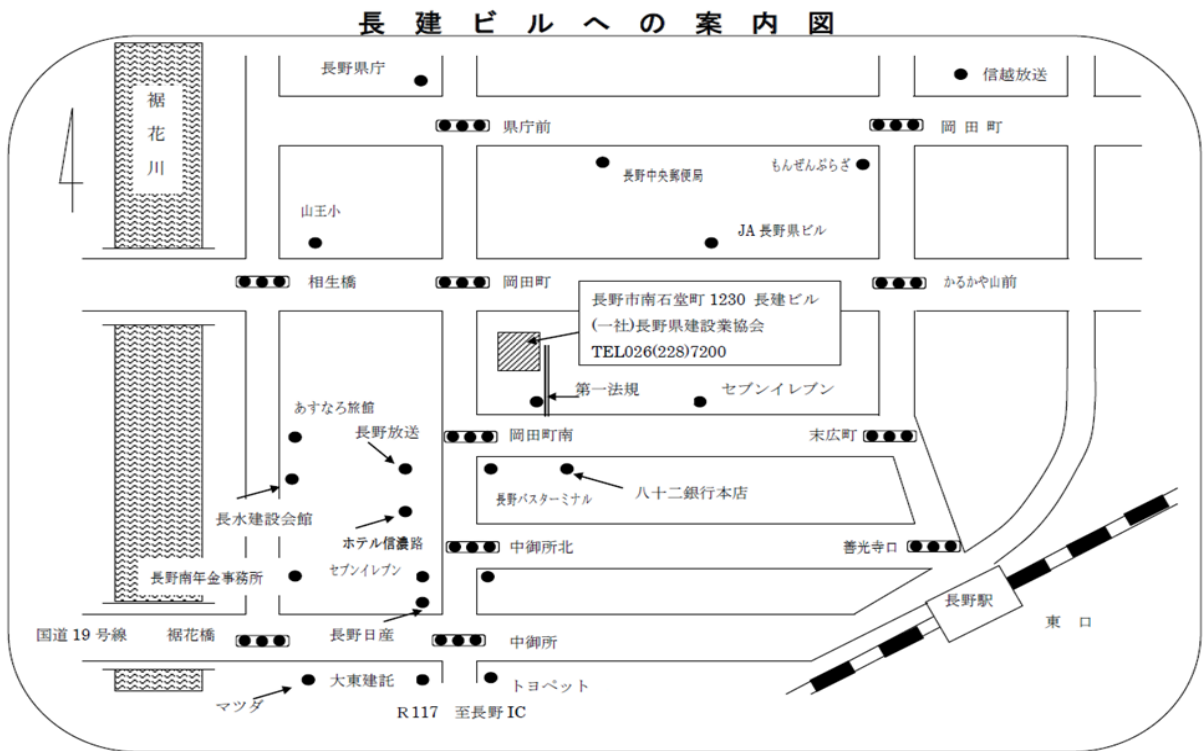 長建ビルへの案内図
長野県庁
信越放送
裾花川
県庁前
岡田町
長野中央郵便局
もんぜんぷらざ
山王小
JA長野県ビル
相生橋
岡田町
かるかや山前
長野市南石堂町1230 長建ビル
(一社)長野県建設業協会
TEL026(228)7200
第一法規
セブンイレブン
あすなろ旅館
長野放送
岡田町南
末広町
長野バスターミナル
八十二銀行本店
長水建設会館
ホテル信濃路
中御所北
善光寺口
長野南年金事務所
セブンイレブン
長野駅
東口
国道19号線
裾花橋
長野日産
中御所
マツダ
大東建託
トヨペット
R117 至長野IC